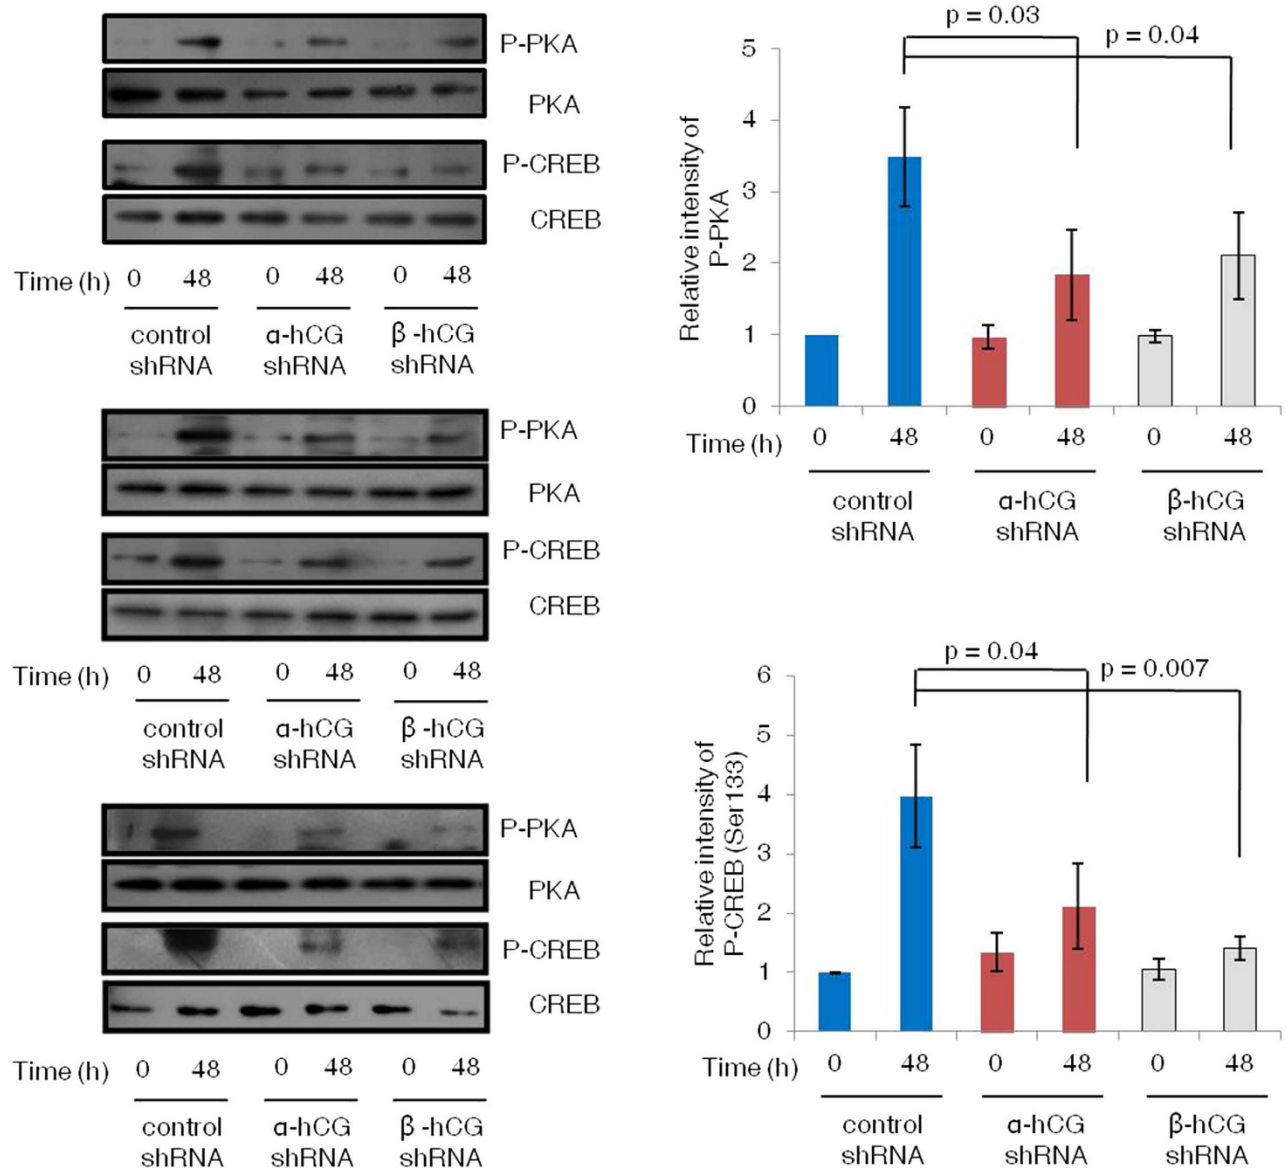 P-PKA
PKA
P-CREB
CREB
Time (h) 0 48 0 48 0 48
control α-hCG β -hCG
shRNA shRNA shRNA
P-PKA
PKA
P-CREB
CREB
Time (h) 0 48 0 48 0 48
control α-hCG β -hCG
shRNA shRNA shRNA
P-PKA
PKA
P-CREB
CREB
Time (h) 0 48 0 48 0 48
control α-hCG β -hCG
shRNA shRNA shRNA
p = 0.03
p = 0.04
Relative intensity of
P-PKA
5
4
3
2
1
0
Time (h) 0 48 0 48 0 48
control α-hCG β-hCG
shRNA shRNA shRNA
p = 0.04
p = 0.007
Relative intensity of
P-CREB (Ser133)
6
5
4
3
2
1
0
Time (h) 0 48 0 48 0 48
control α-hCG β-hCG
shRNA shRNA shRNA